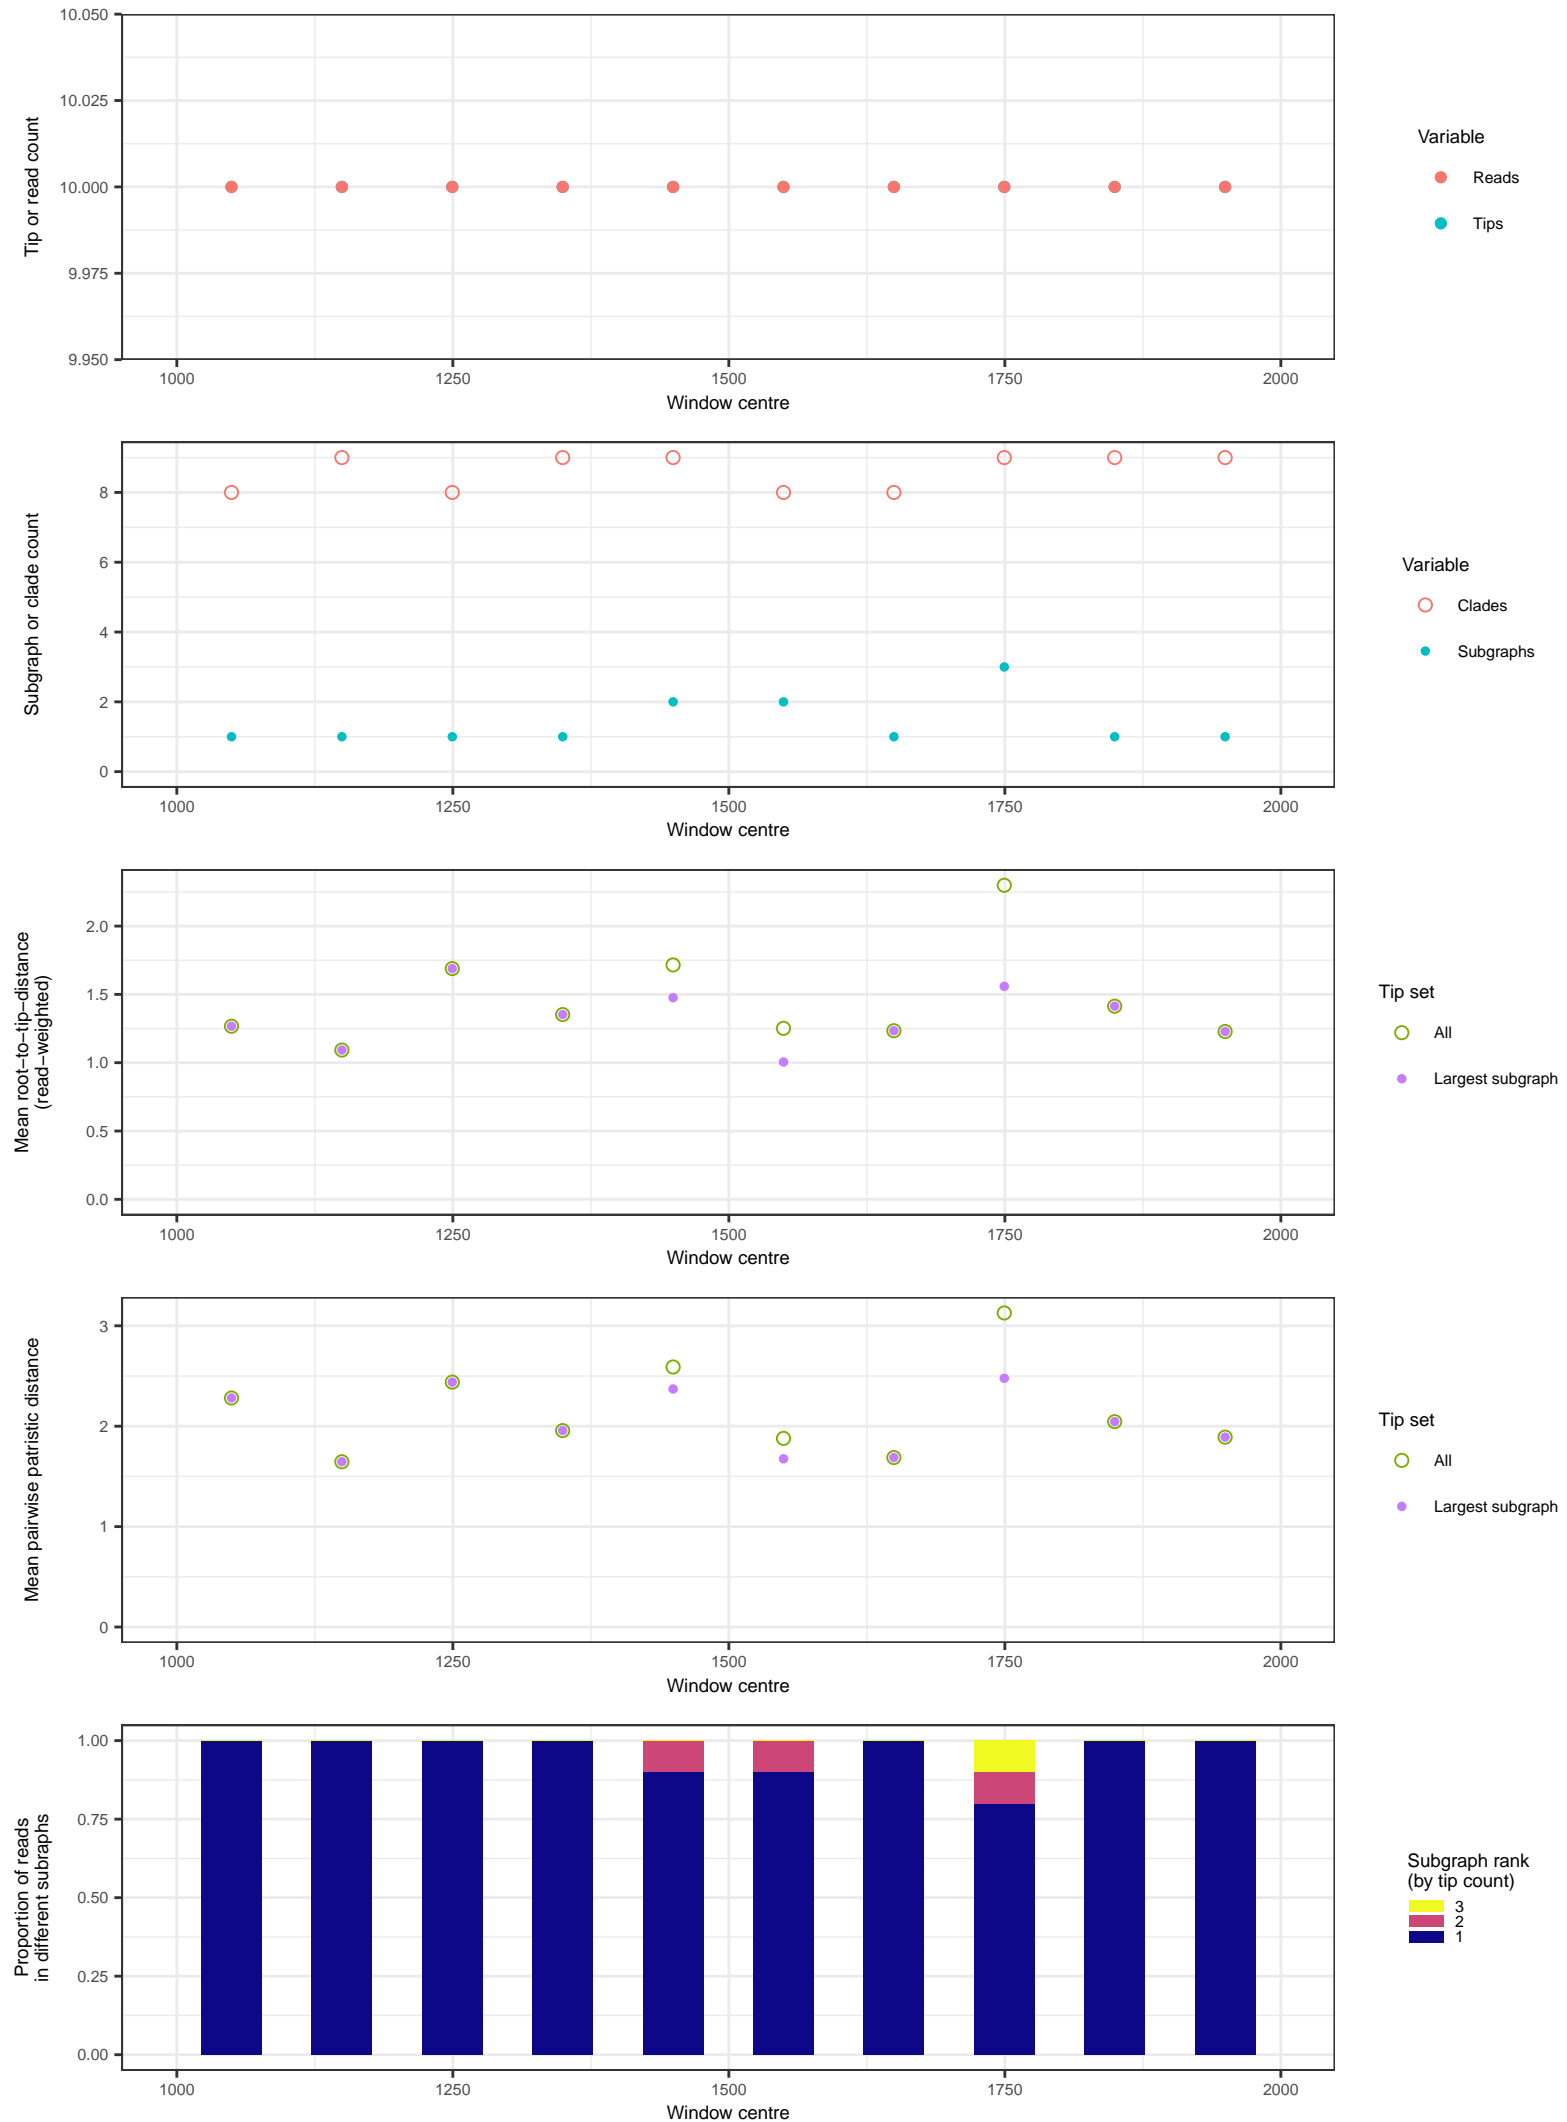 10.050
10.025
10.000
9.975
9.950
Tip or read count
1000 1250 1500 1750 2000
Window centre
Variable
Reads
Tips
8
6
4
2
0
Subgraph or clade count
1000 1250 1500 1750 2000
Window centre
Variable
Clades
Subgraphs
2.0
1.5
1.0
0.5
0.0
Mean root−to−tip−distance
(read−weighted)
1000 1250 1500 1750 2000
Window centre
Tip set
All
Largest subgraph
3
2
1
0
Mean pairwise patristic distance
1000 1250 1500 1750 2000
Window centre
Tip set
All
Largest subgraph
1.00
0.75
0.50
0.25
0.00
Proportion of reads
in different subraphs
1000 1250 1500 1750 2000
Window centre
Subgraph rank
(by tip count)
3
2
1